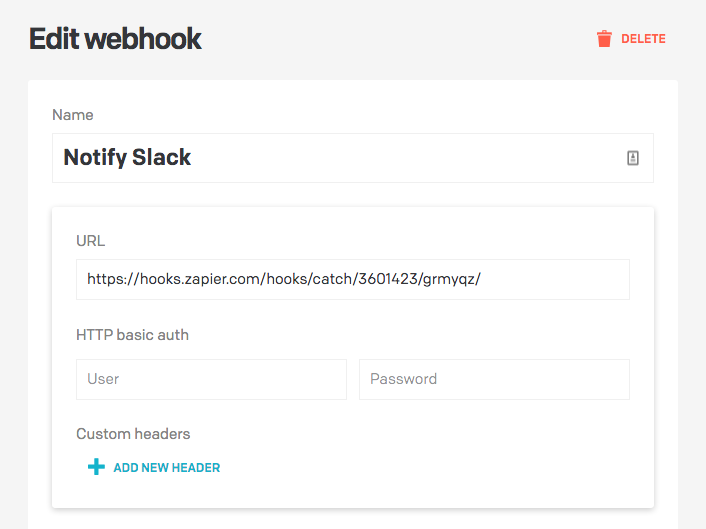 Edit webhook
DELETE
Name
Notify Slack
URL
https://hooks.zapier.com/hooks/catch/3601423/grmyqz/
HTTP basic auth
User
Password
Custom headers
ADD NEW HEADER